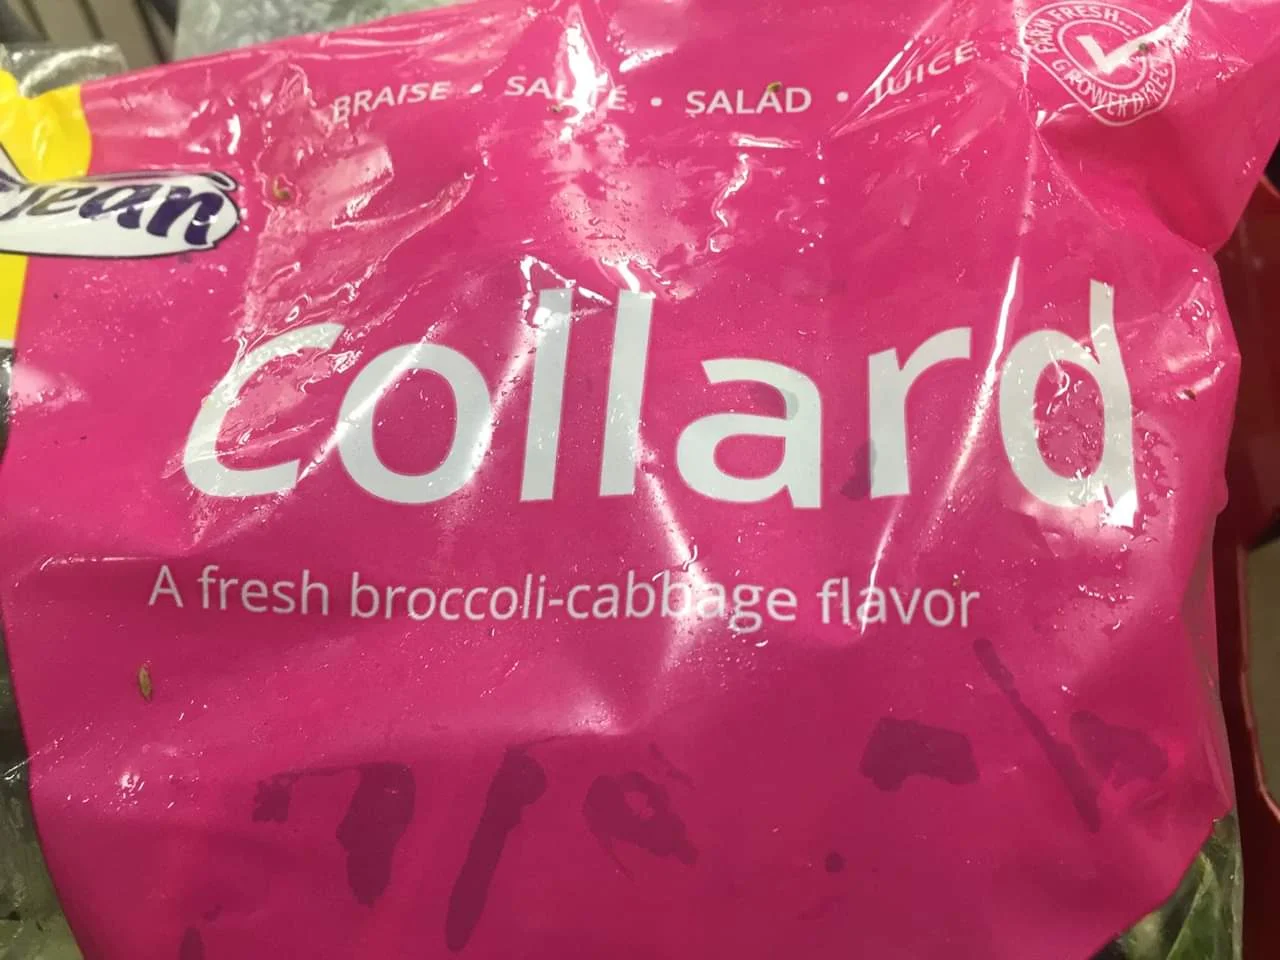 BRAISE • SAUTÉ • SALAD • JUICE
FARM FRESH...
GROWER DIRECT
collard
A fresh broccoli-cabbage flavor